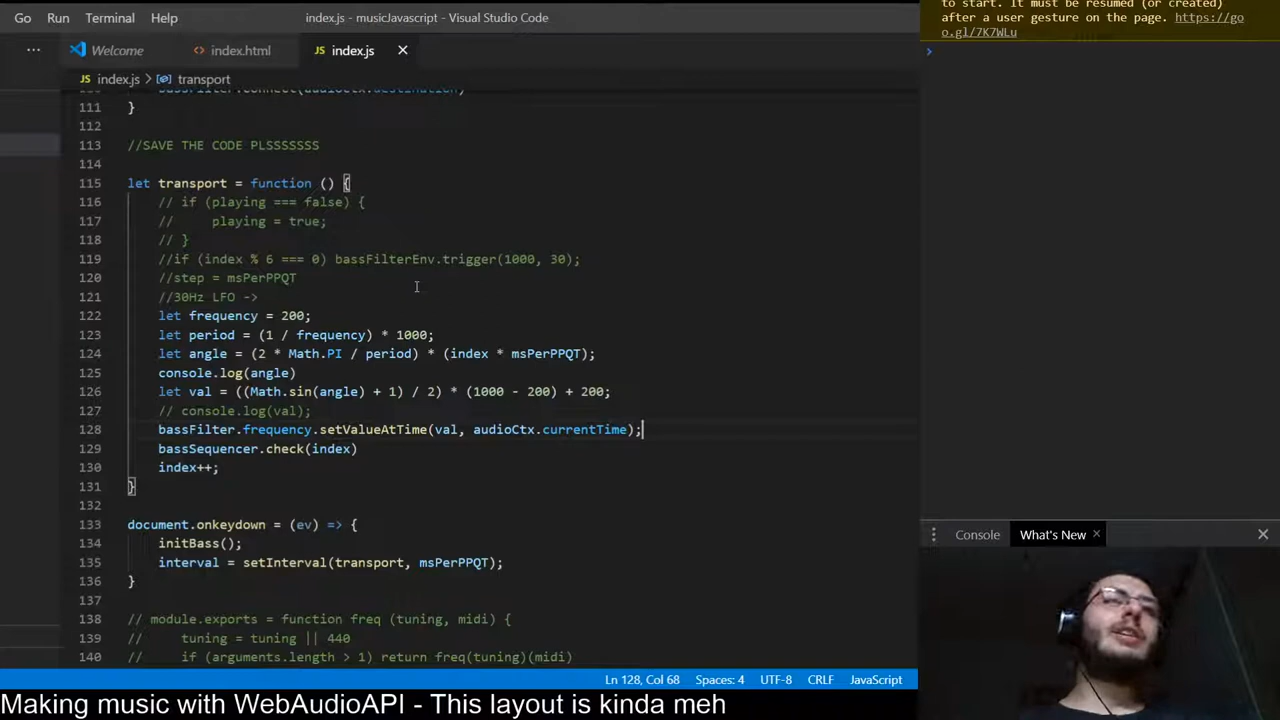 Go Run Terminal Help index.js - musicJavascript - Visual Studio Code
to start. It must be resumed (or created)
after a user gesture on the page. https://go
o.gl/7K7WLu
··· Welcome index.html JS index.js ×
JS index.js > transport
bassFilter.connect(audioCtx.destination)
111 }
112
113 //SAVE THE CODE PLSSSSSSS
114
115 let transport = function () {
116 // if (playing === false) {
117 // playing = true;
118 // }
119 //if (index % 6 === 0) bassFilterEnv.trigger(1000, 30);
120 //step = msPerPPQT
121 //30Hz LFO ->
122 let frequency = 200;
123 let period = (1 / frequency) * 1000;
124 let angle = (2 * Math.PI / period) * (index * msPerPPQT);
125 console.log(angle)
126 let val = ((Math.sin(angle) + 1) / 2) * (1000 - 200) + 200;
127 // console.log(val);
128 bassFilter.frequency.setValueAtTime(val, audioCtx.currentTime);
129 bassSequencer.check(index)
130 index++;
131 }
132
133 document.onkeydown = (ev) => {
134 initBass();
135 interval = setInterval(transport, msPerPPQT);
136 }
137
138 // module.exports = function freq (tuning, midi) {
139 // tuning = tuning || 440
140 // if (arguments.length > 1) return freq(tuning)(midi)
Console What's New ×
Ln 128, Col 68 Spaces: 4 UTF-8 CRLF JavaScript
Making music with WebAudioAPI - This layout is kinda meh